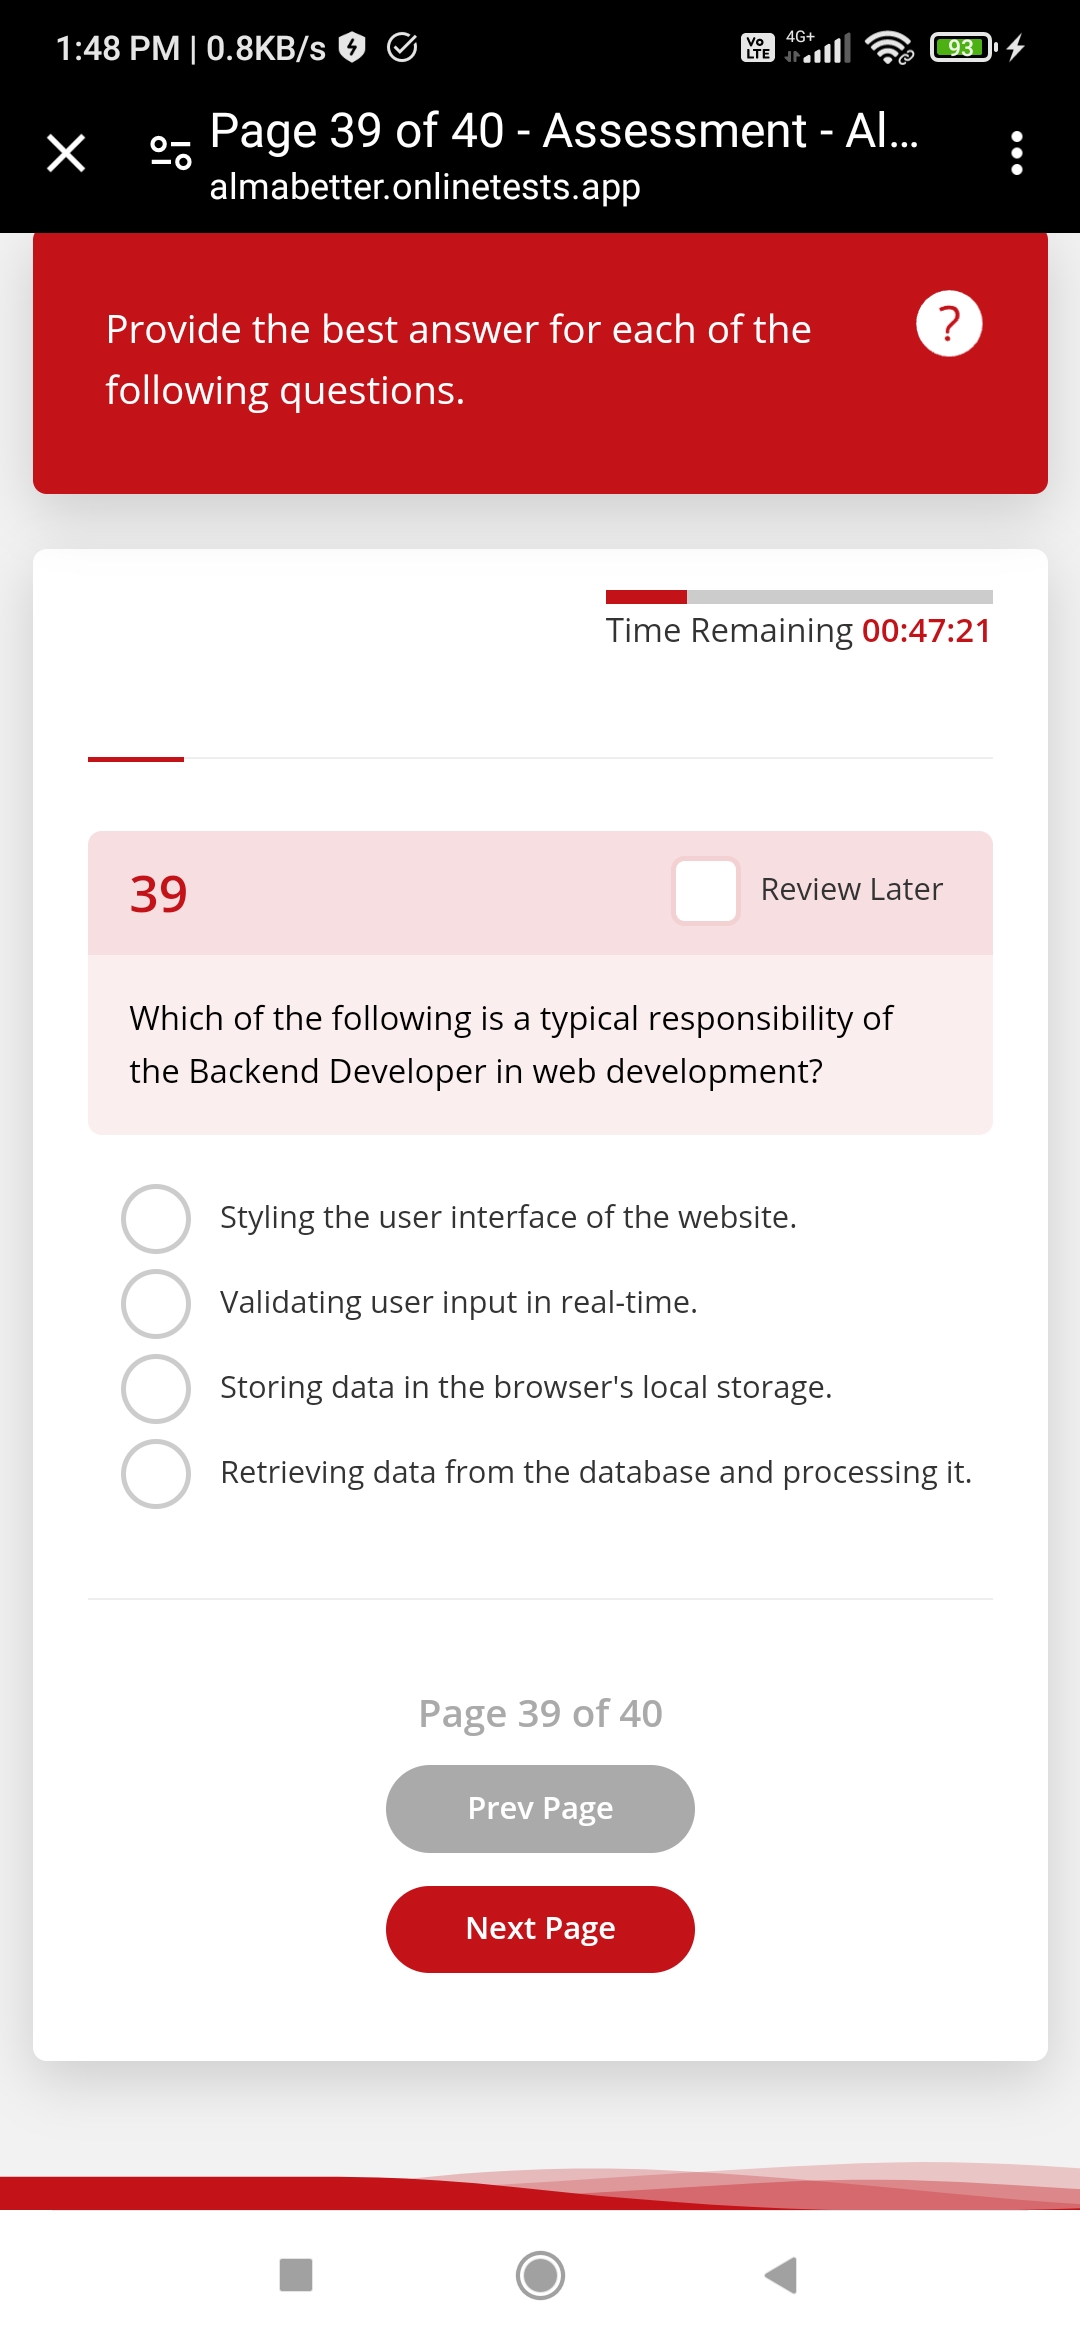 1:48 PM | 0.8KB/s
Vo LTE 4G+ 93
Page 39 of 40 - Assessment - Al...
almabetter.onlinetests.app
Provide the best answer for each of the
following questions.
?
Time Remaining 00:47:21
39
Review Later
Which of the following is a typical responsibility of
the Backend Developer in web development?
Styling the user interface of the website.
Validating user input in real-time.
Storing data in the browser's local storage.
Retrieving data from the database and processing it.
Page 39 of 40
Prev Page
Next Page